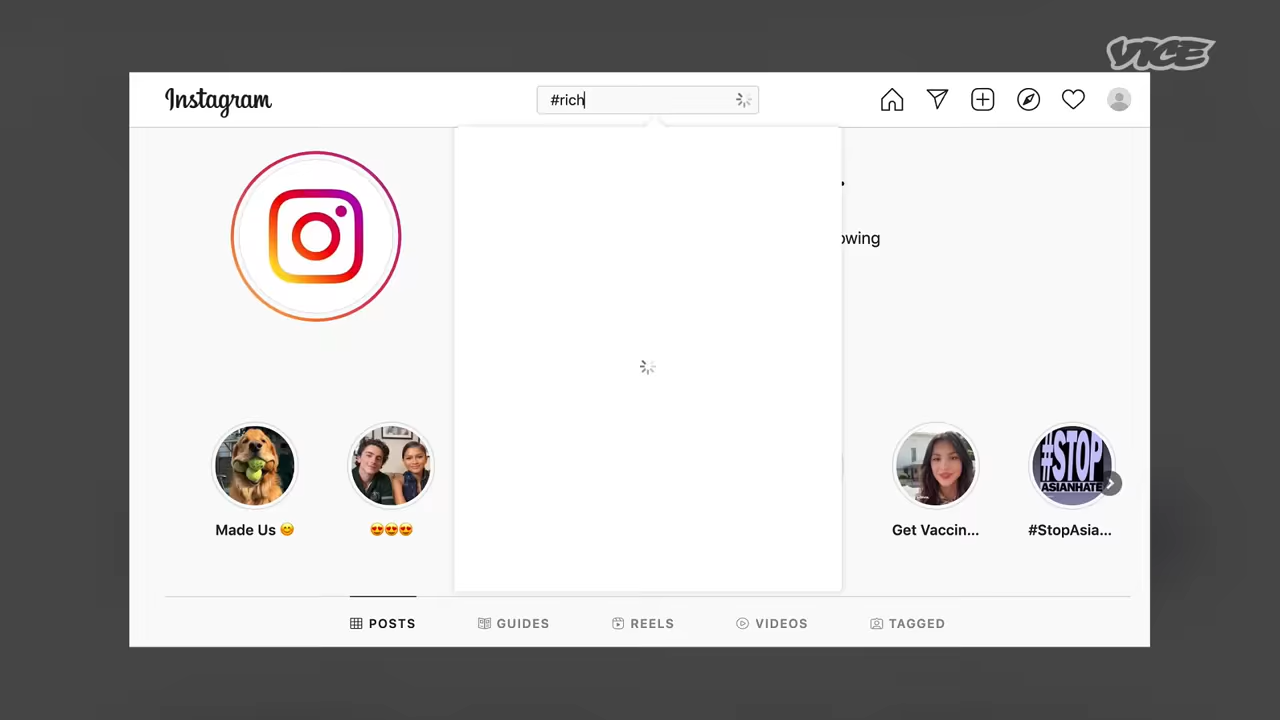 VICE
Instagram
#rich
owing
#STOP
ASIANHATE
Made Us 😊
😍😍😍
Get Vaccin...
#StopAsia...
POSTS
GUIDES
REELS
VIDEOS
TAGGED